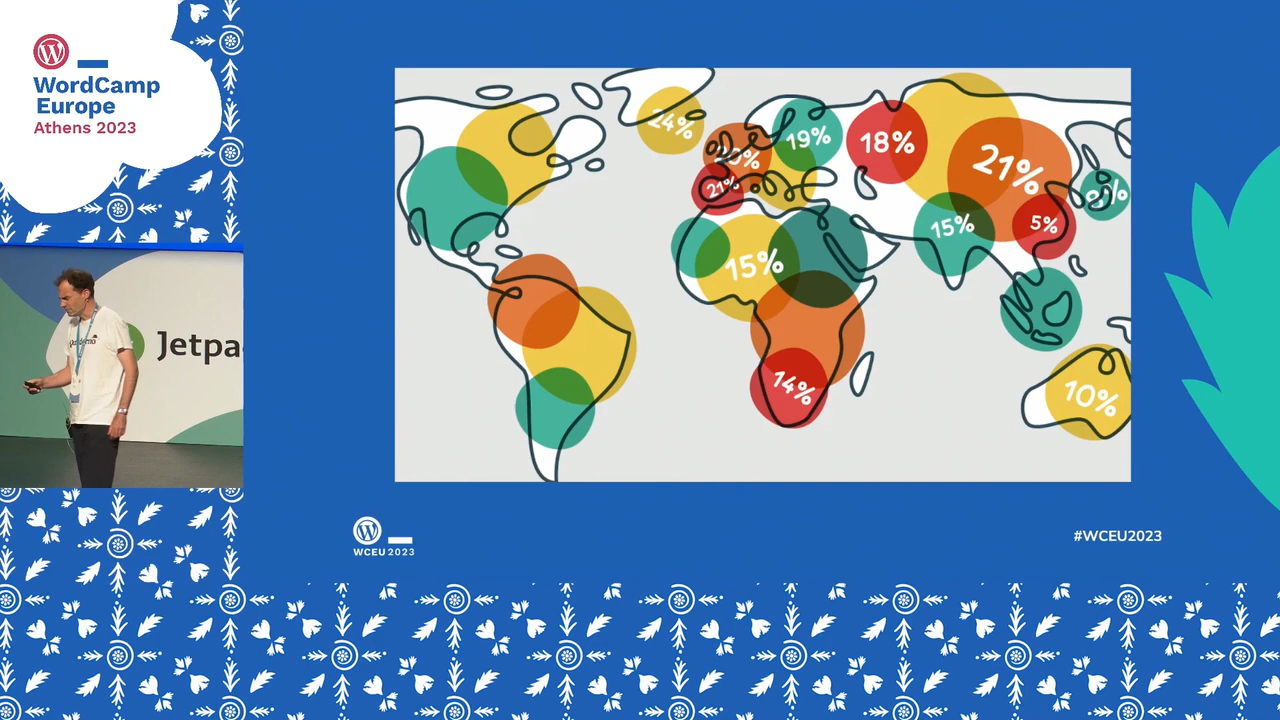 WordCamp
Europe
Athens 2023
Jetpa
24%
19%
18%
21%
21%
15%
5%
15%
14%
10%
WCEU 2023
#WCEU2023